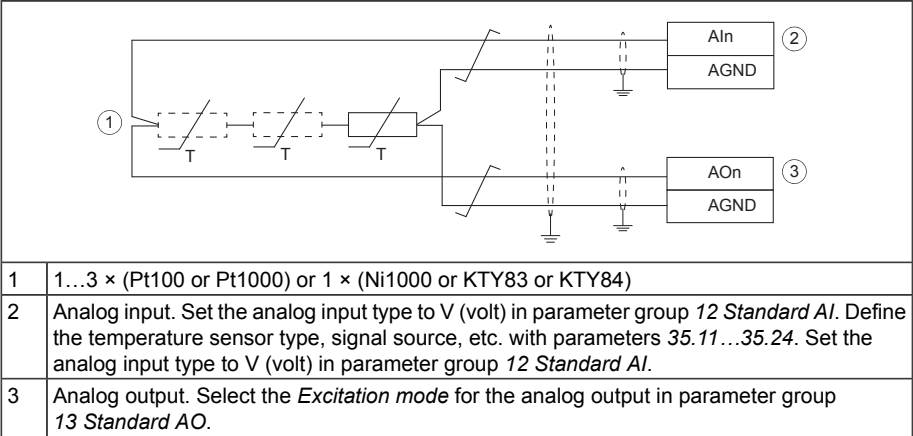 AIn
2
AGND
1
T
T
T
AOn
3
AGND
1 1…3 × (Pt100 or Pt1000) or 1 × (Ni1000 or KTY83 or KTY84)
2 Analog input. Set the analog input type to V (volt) in parameter group 12 Standard AI. Define
the temperature sensor type, signal source, etc. with parameters 35.11…35.24. Set the
analog input type to V (volt) in parameter group 12 Standard AI.
3 Analog output. Select the Excitation mode for the analog output in parameter group
13 Standard AO.